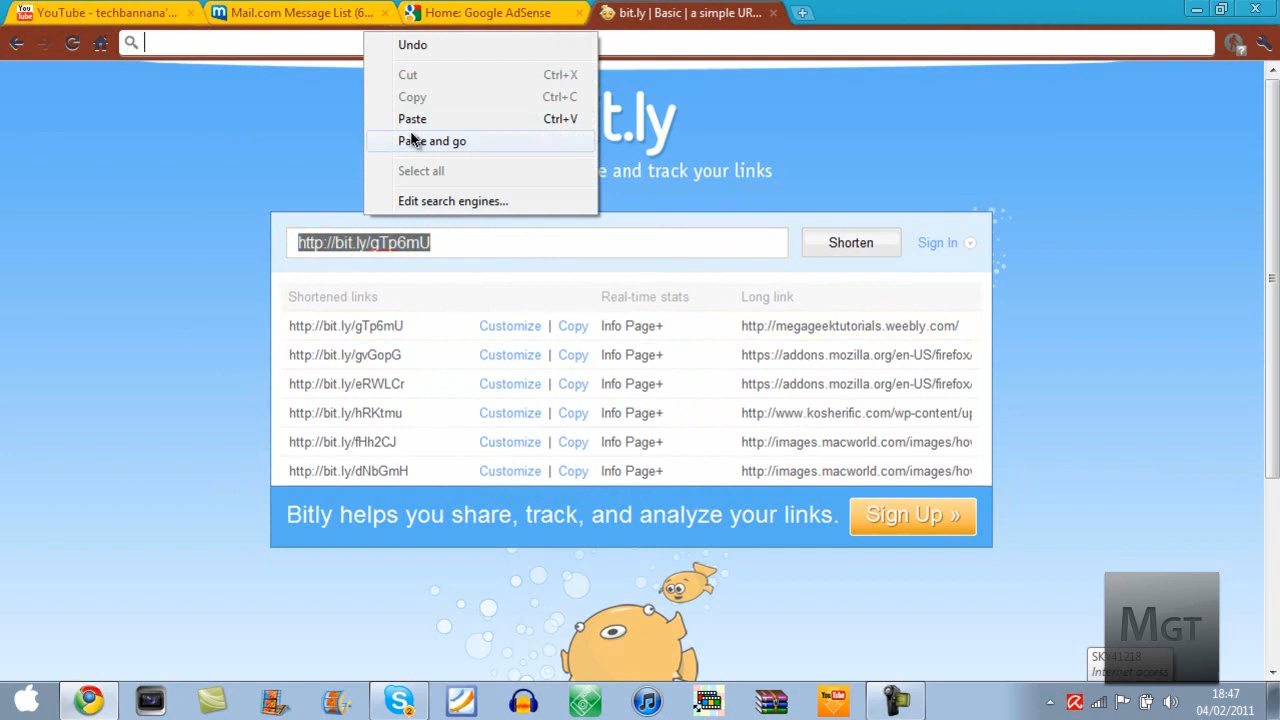 YouTube - techbannana'...
Mail.com Message List (6...
Home: Google AdSense
bit.ly | Basic | a simple UR...
Undo
Cut Ctrl+X
Copy Ctrl+C
Paste Ctrl+V
Paste and go
Select all
Edit search engines...
t.ly
e and track your links
http://bit.ly/gTp6mU Shorten Sign In
Shortened links Real-time stats Long link
http://bit.ly/gTp6mU Customize | Copy Info Page+ http://megageektutorials.weebly.com/
http://bit.ly/gvGopG Customize | Copy Info Page+ https://addons.mozilla.org/en-US/firefox/
http://bit.ly/eRWLCr Customize | Copy Info Page+ https://addons.mozilla.org/en-US/firefox/
http://bit.ly/hRKtmu Customize | Copy Info Page+ http://www.kosherific.com/wp-content/up
http://bit.ly/fHh2CJ Customize | Copy Info Page+ http://images.macworld.com/images/how
http://bit.ly/dNbGmH Customize | Copy Info Page+ http://images.macworld.com/images/how
Bitly helps you share, track, and analyze your links. Sign Up »
MGT
SKY41218
Internet access
18:47
04/02/2011